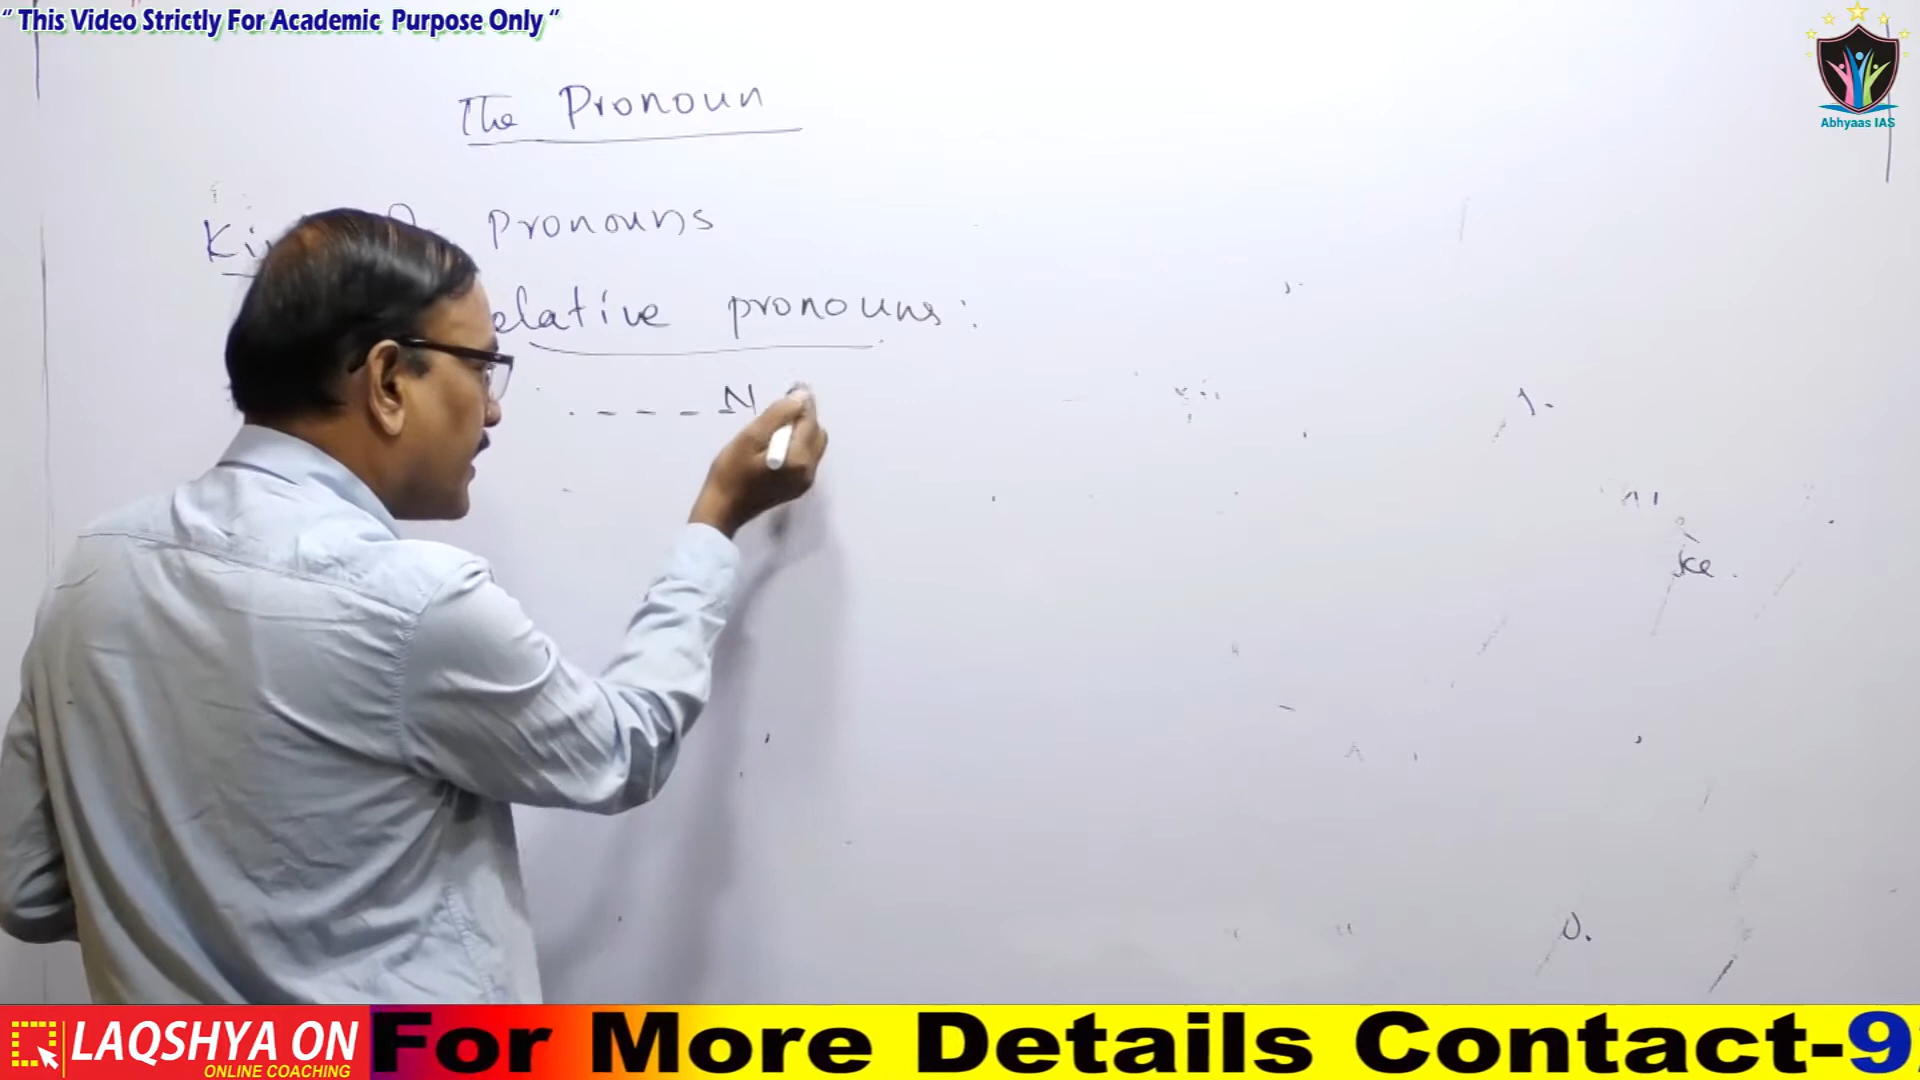 “ This Video Strictly For Academic Purpose Only “
Abhyaas IAS
The Pronoun
pronouns
elative pronouns:
- - - - N
ke.
LAQSHYA ON
ONLINE COACHING
For More Details Contact-9